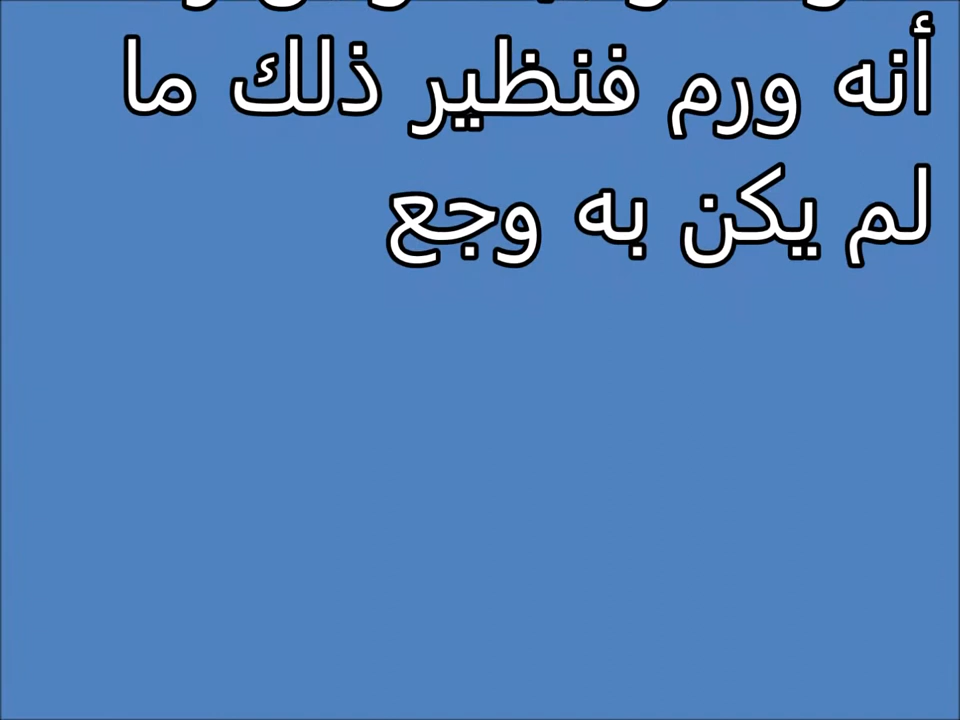 أنه ورم فنظير ذلك ما
لم يكن به وجع